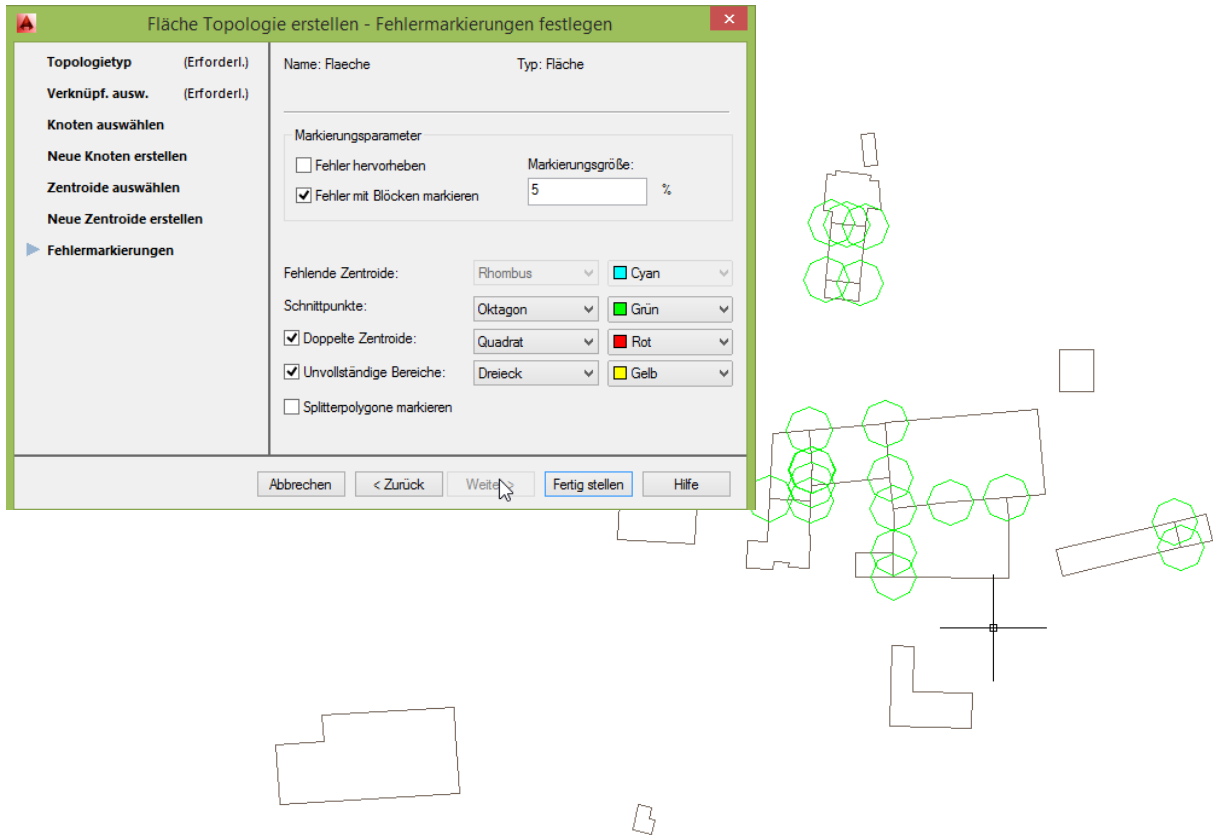 Fläche Topologie erstellen - Fehlermarkierungen festlegen
Topologietyp (Erforderl.)
Verknüpf. ausw. (Erforderl.)
Knoten auswählen
Neue Knoten erstellen
Zentroide auswählen
Neue Zentroide erstellen
Fehlermarkierungen
Name: Flaeche Typ: Fläche
Markierungsparameter
Fehler hervorheben
Markierungsgröße:
Fehler mit Blöcken markieren
5 %
Fehlende Zentroide: Rhombus Cyan
Schnittpunkte: Oktagon Grün
Doppelte Zentroide: Quadrat Rot
Unvollständige Bereiche: Dreieck Gelb
Splitterpolygone markieren
Abbrechen < Zurück Weiter > Fertig stellen Hilfe